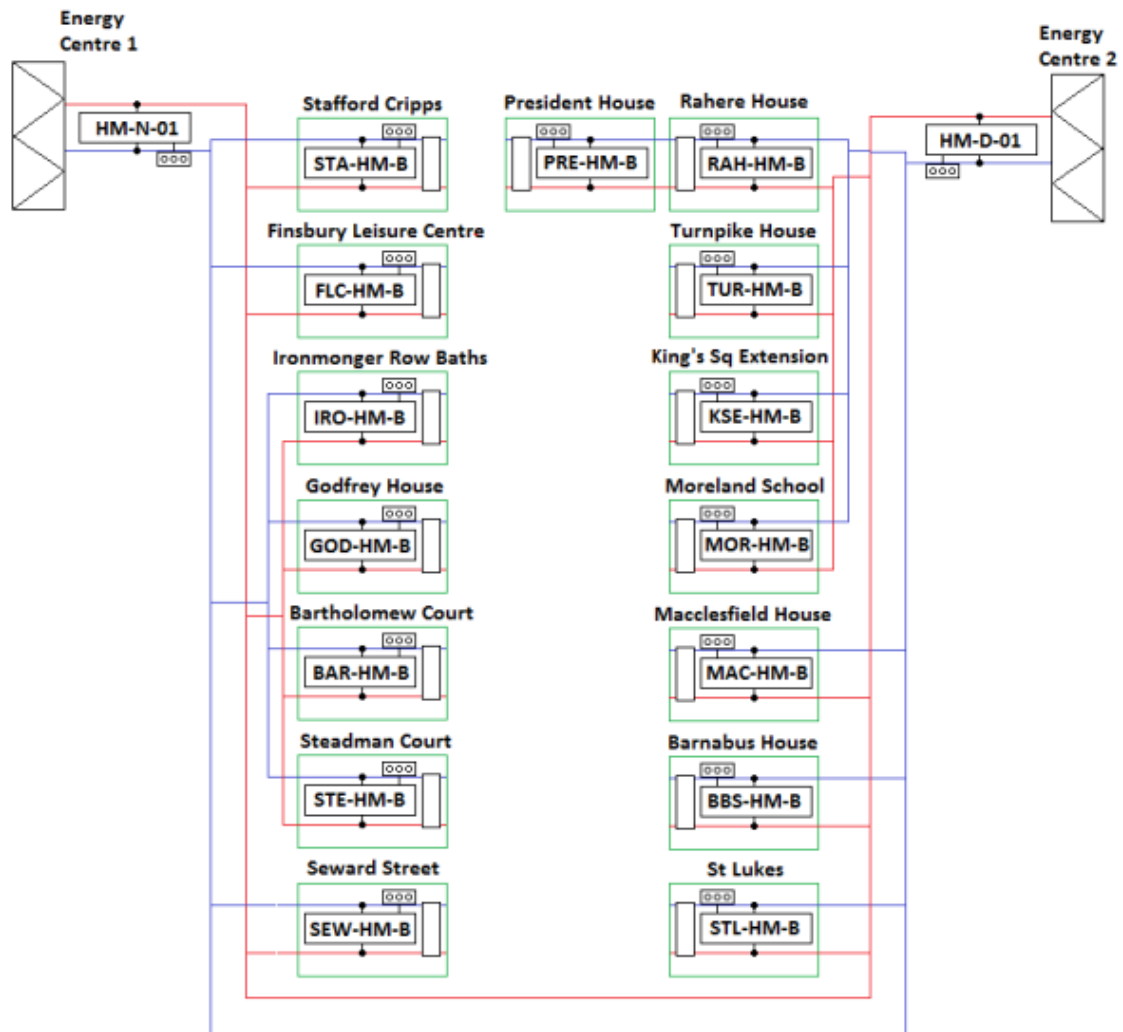 Energy
Centre 1
Energy
Centre 2
HM-N-01
HM-D-01
Stafford Cripps
President House
Rahere House
STA-HM-B
PRE-HM-B
RAH-HM-B
Finsbury Leisure Centre
Turnpike House
FLC-HM-B
TUR-HM-B
Ironmonger Row Baths
King's Sq Extension
IRO-HM-B
KSE-HM-B
Godfrey House
Moreland School
GOD-HM-B
MOR-HM-B
Bartholomew Court
Macclesfield House
BAR-HM-B
MAC-HM-B
Steadman Court
Barnabus House
STE-HM-B
BBS-HM-B
Seward Street
St Lukes
SEW-HM-B
STL-HM-B